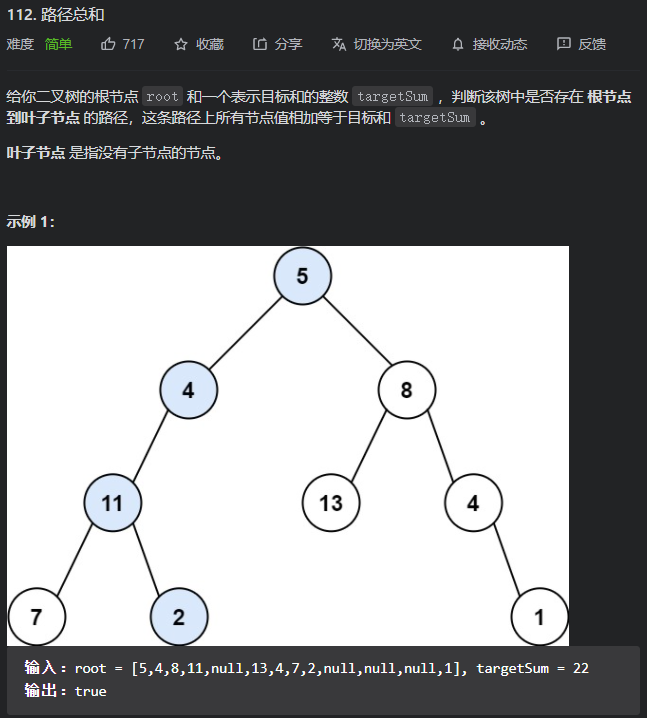 112. 路径总和
难度 简单 717 收藏 分享 切换为英文 接收动态 反馈
给你二叉树的根节点 root 和一个表示目标和的整数 targetSum ，判断该树中是否存在 根节点
到叶子节点 的路径，这条路径上所有节点值相加等于目标和 targetSum 。
叶子节点 是指没有子节点的节点。
示例 1：
5
4 8
11 13 4
7 2 1
输入：root = [5,4,8,11,null,13,4,7,2,null,null,null,1], targetSum = 22
输出：true